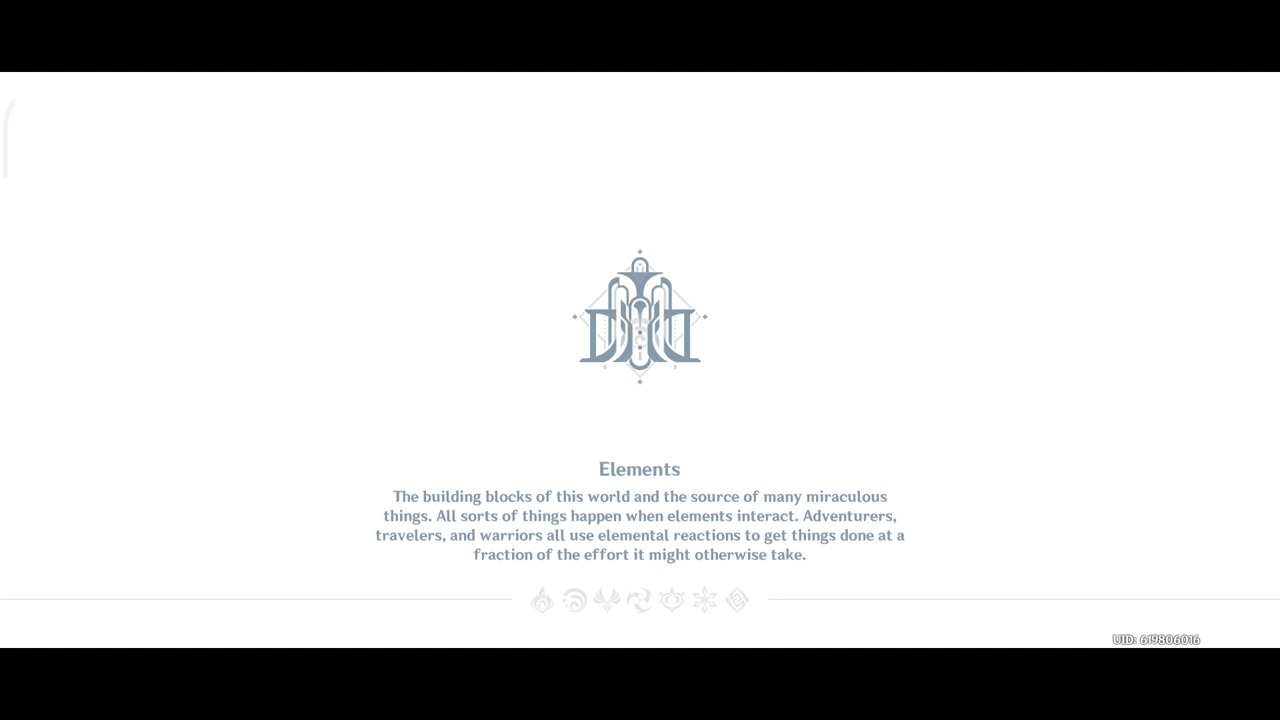 Elements
The building blocks of this world and the source of many miraculous
things. All sorts of things happen when elements interact. Adventurers,
travelers, and warriors all use elemental reactions to get things done at a
fraction of the effort it might otherwise take.
UID: 619806016